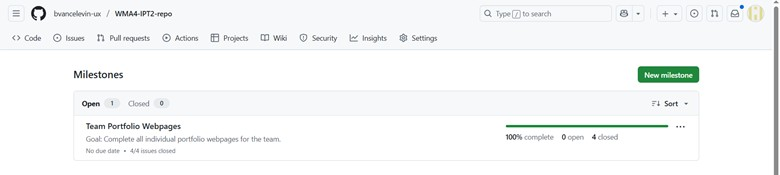 bvancelevin-ux / WMA4-IPT2-repo
Type / to search
Code Issues Pull requests Actions Projects Wiki Security Insights Settings
Milestones
New milestone
Open 1 Closed 0
Sort
Team Portfolio Webpages
Goal: Complete all individual portfolio webpages for the team.
No due date • 4/4 issues closed
100% complete 0 open 4 closed